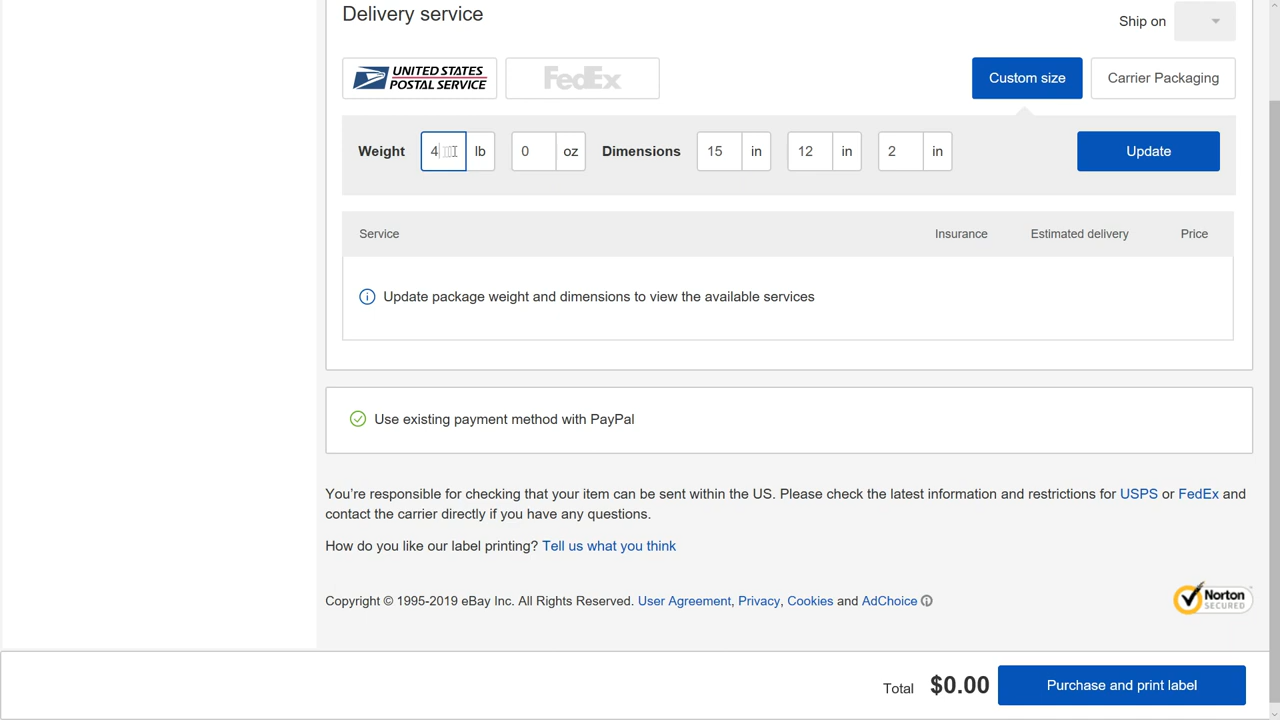 Delivery service
Ship on
UNITED STATES
POSTAL SERVICE
FedEx
Custom size
Carrier Packaging
Weight 4 lb 0 oz Dimensions 15 in 12 in 2 in Update
Service Insurance Estimated delivery Price
Update package weight and dimensions to view the available services
Use existing payment method with PayPal
You’re responsible for checking that your item can be sent within the US. Please check the latest information and restrictions for USPS or FedEx and
contact the carrier directly if you have any questions.
How do you like our label printing? Tell us what you think
Copyright © 1995-2019 eBay Inc. All Rights Reserved. User Agreement, Privacy, Cookies and AdChoice
Norton
SECURED
Total $0.00 Purchase and print label